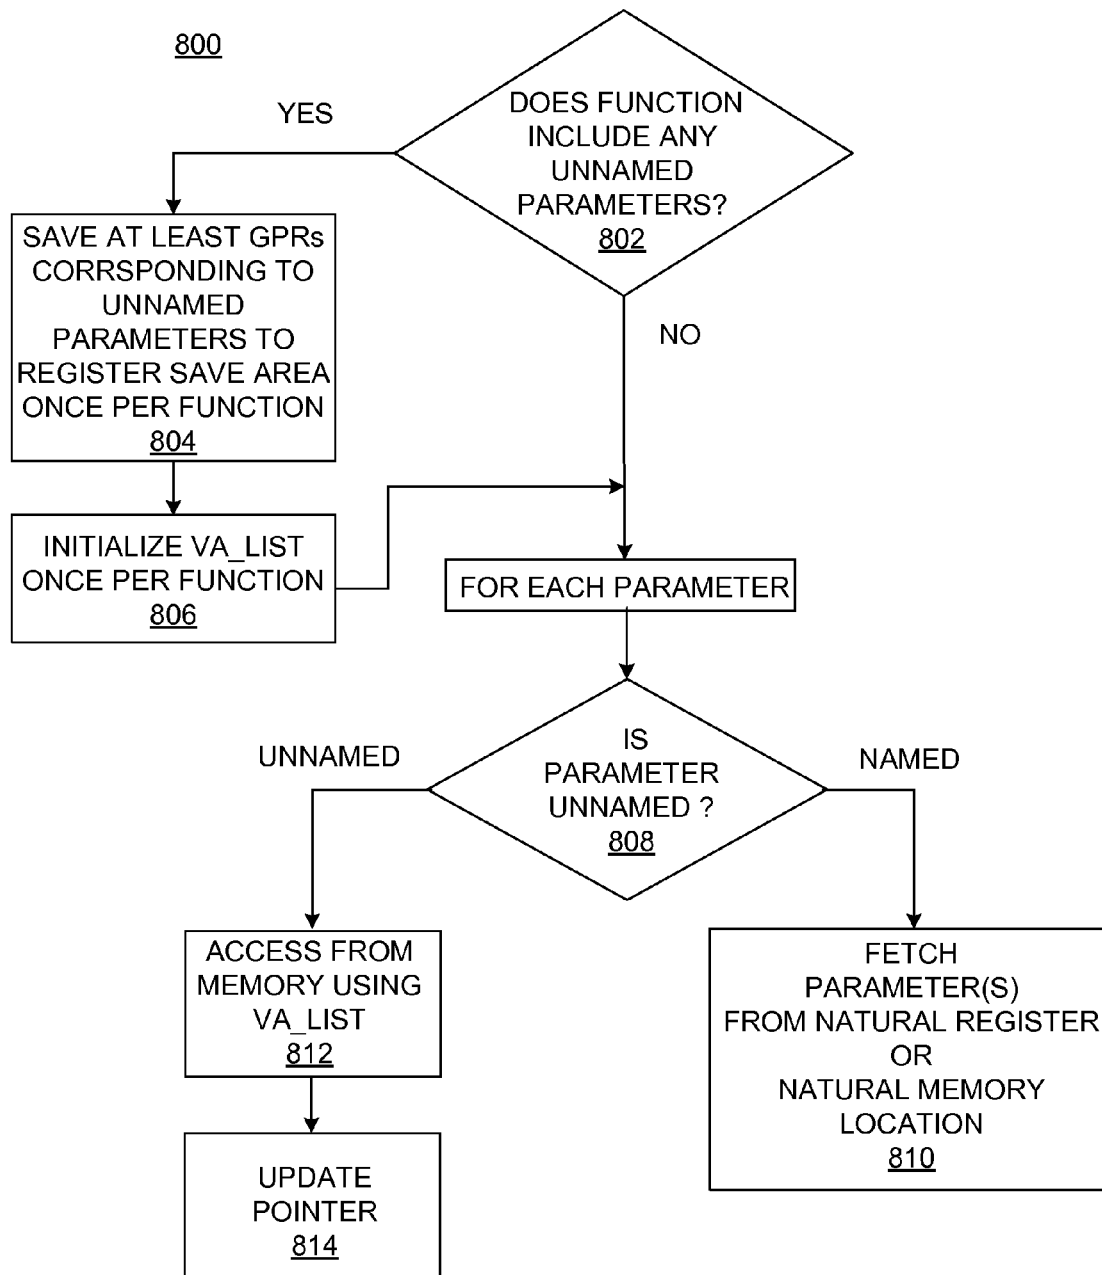 800
YES
DOES FUNCTION
INCLUDE ANY
UNNAMED
PARAMETERS?
802
SAVE AT LEAST GPRs
CORRSPONDING TO
UNNAMED
PARAMETERS TO
REGISTER SAVE AREA
ONCE PER FUNCTION
804
NO
INITIALIZE VA_LIST
ONCE PER FUNCTION
806
FOR EACH PARAMETER
UNNAMED
IS
PARAMETER
UNNAMED ?
808
NAMED
ACCESS FROM
MEMORY USING
VA_LIST
812
FETCH
PARAMETER(S)
FROM NATURAL REGISTER
OR
NATURAL MEMORY
LOCATION
810
UPDATE
POINTER
814